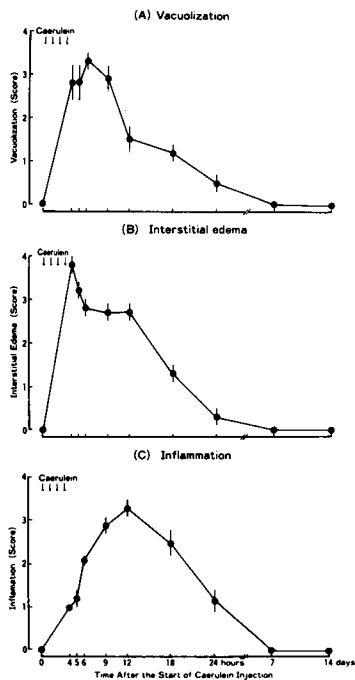 (A) Vacuolization
Caerulein
Vacuolization (Score)
4
3
2
1
0
(B) Interstitial edema
Caerulein
Interstitial Edema (Score)
4
3
2
1
0
(C) Inflammation
Caerulein
Inflamation (Score)
4
3
2
1
0
0 4 5 6 9 12 18 24 hours 7 14 days
Time After the Start of Caerulein Injection